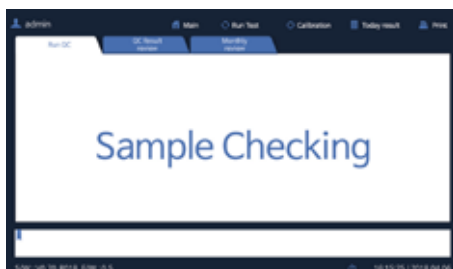 admin
Main
Run Test
Calibration
Today result
Print
Run QC
QC Result
review
Monthly
review
Sample Checking